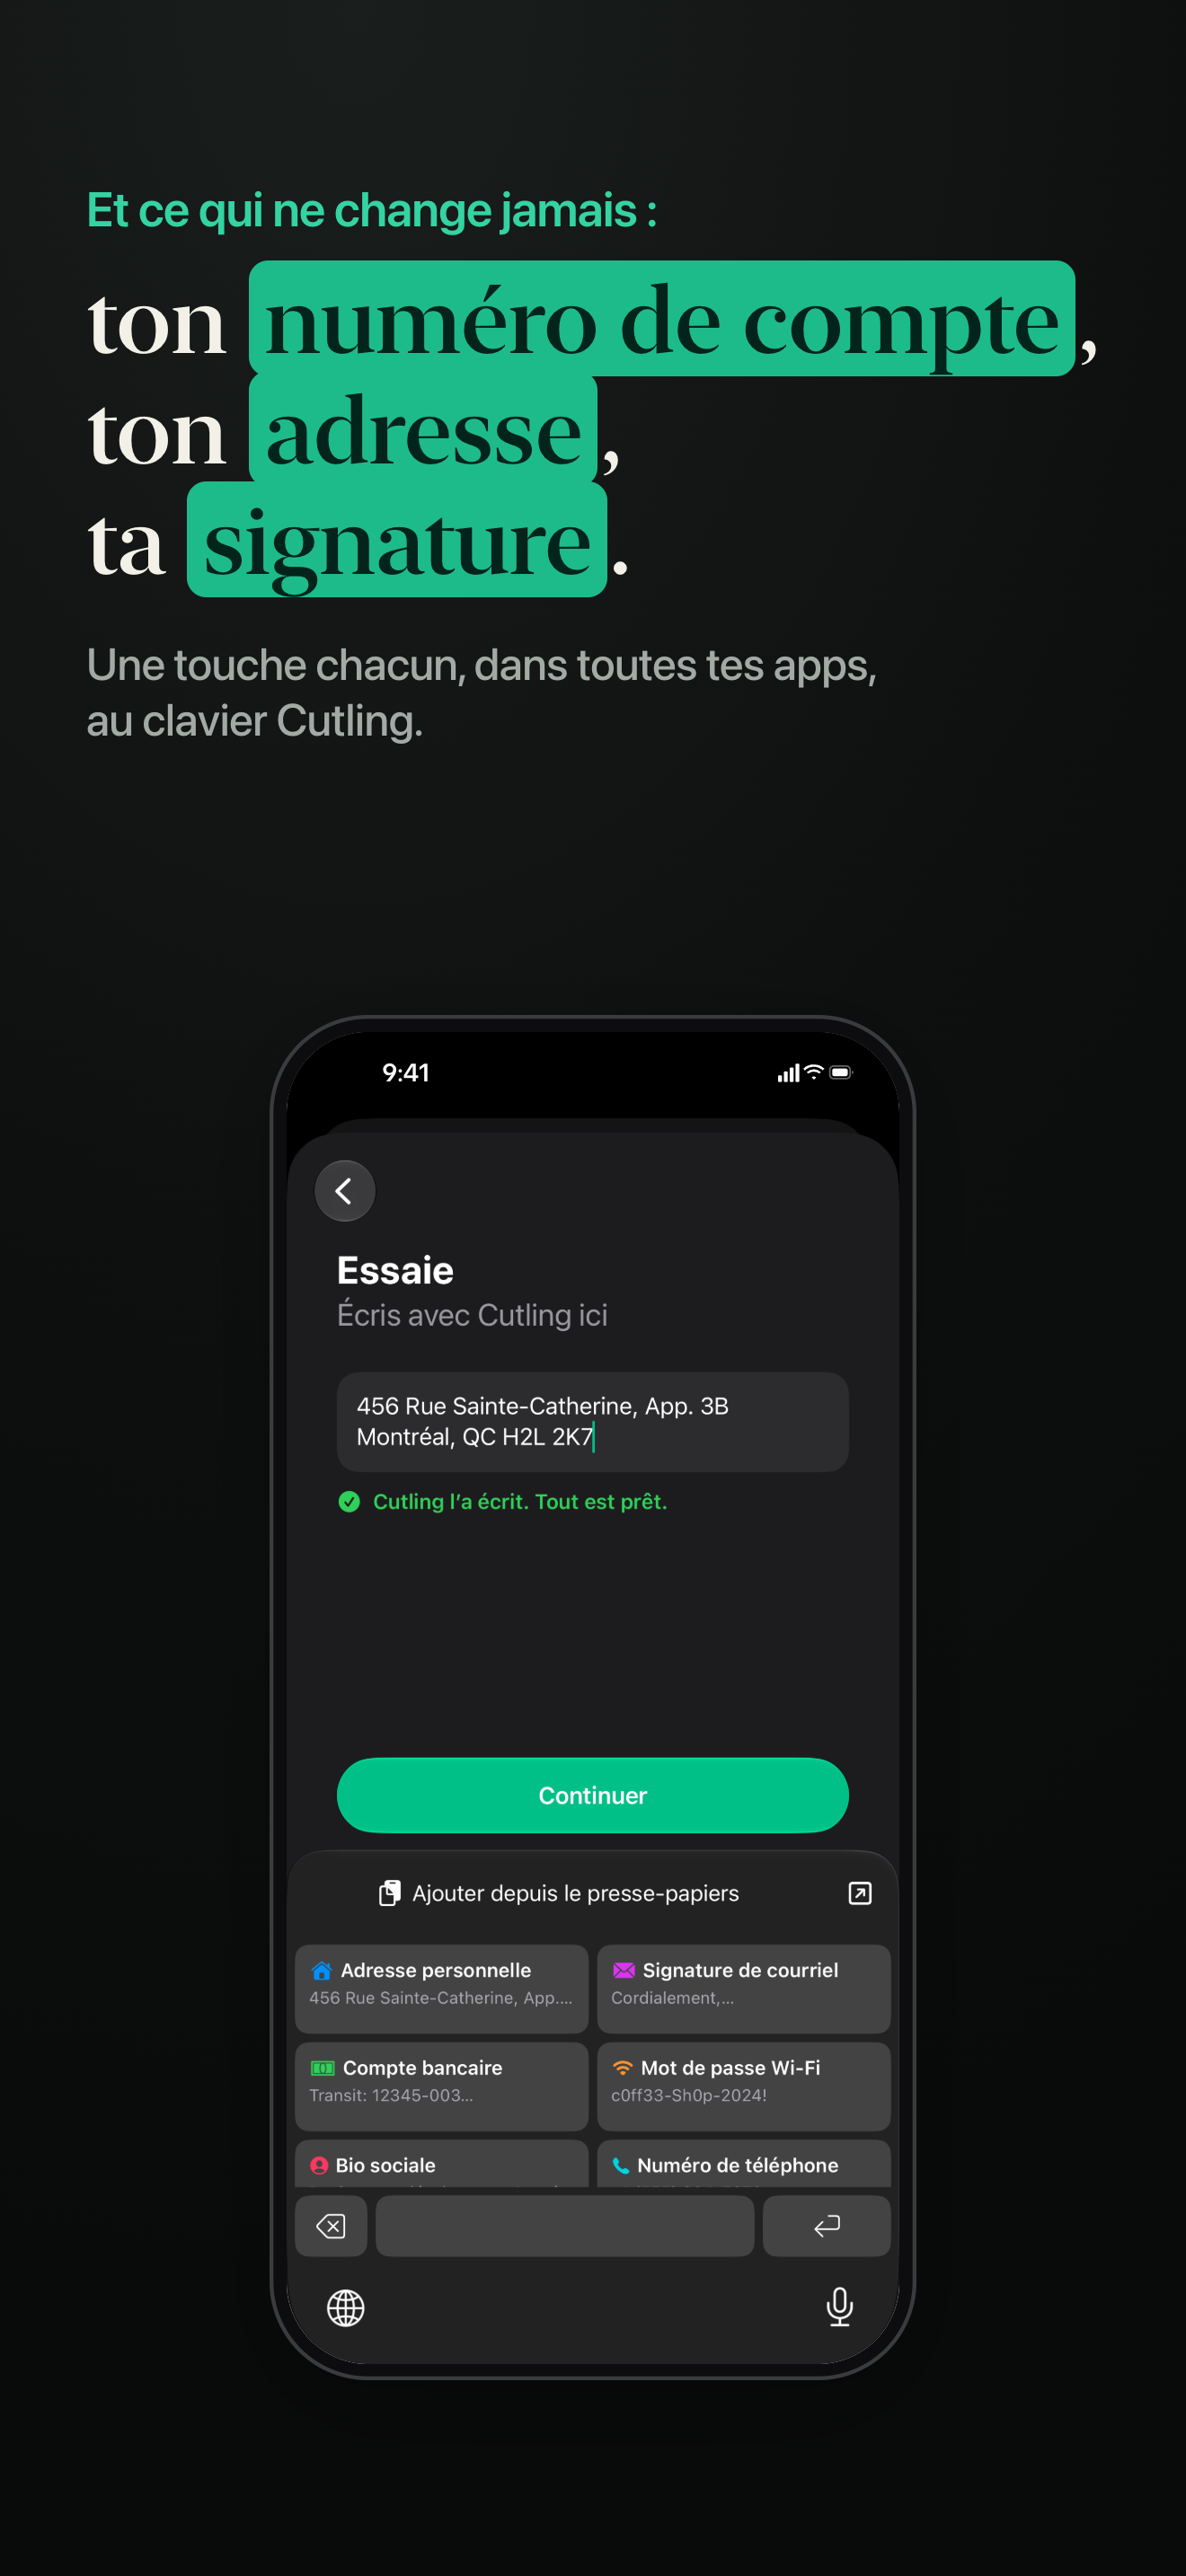 Et ce qui ne change jamais :
ton numéro de compte,
ton adresse,
ta signature.
Une touche chacun, dans toutes tes apps,
au clavier Cutling.
9:41
Essaie
Écris avec Cutling ici
456 Rue Sainte-Catherine, App. 3B
Montréal, QC H2L 2K7
Cutling l’a écrit. Tout est prêt.
Continuer
Ajouter depuis le presse-papiers
Adresse personnelle
456 Rue Sainte-Catherine, App....
Signature de courriel
Cordialement,...
Compte bancaire
Transit: 12345-003...
Mot de passe Wi-Fi
c0ff33-Sh0p-2024!
Bio sociale
Numéro de téléphone